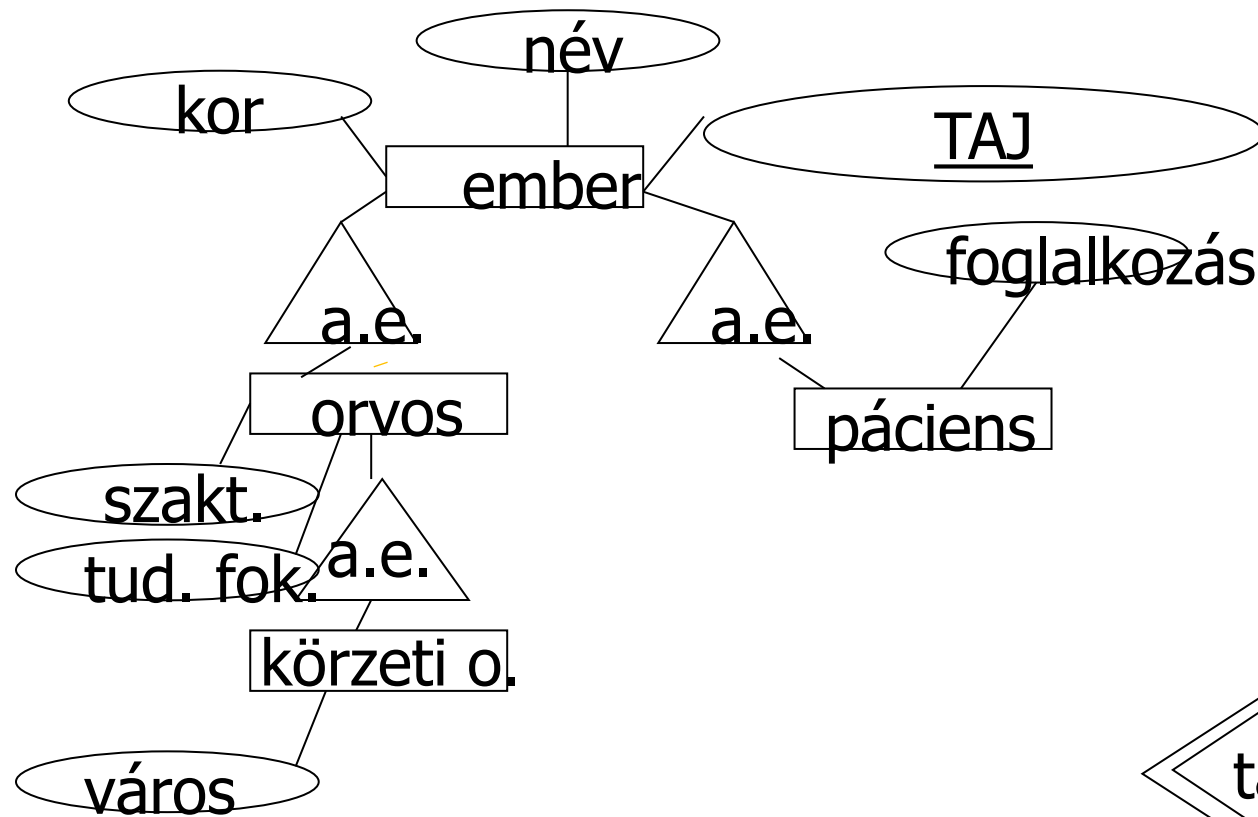 név
kor
TAJ
ember
foglalkozás
a.e.
a.e.
orvos
páciens
szakt.
a.e.
tud. fok.
körzeti o.
város